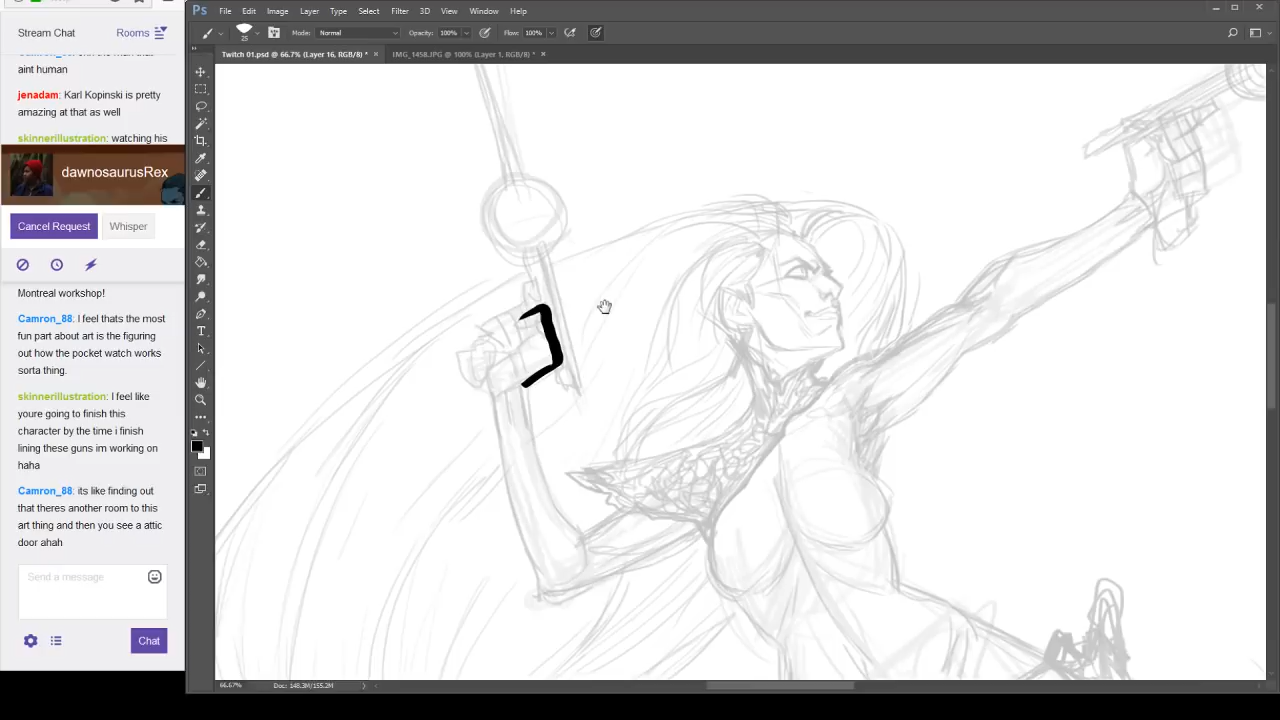 Ps File Edit Image Layer Type Select Filter 3D View Window Help
Stream Chat Rooms
25 Mode: Normal Opacity: 100% Flow: 100%
Twitch 01.psd @ 66.7% (Layer 16, RGB/8) * × IMG_1458.JPG @ 100% (Layer 1, RGB/8) * ×
aint human
jenadam: Karl Kopinski is pretty
amazing at that as well
skinnerillustration: watching his
dawnosaurusRex
Cancel Request Whisper
Montreal workshop!
Camron_88: I feel thats the most
fun part about art is the figuring
out how the pocket watch works
sorta thing.
skinnerillustration: I feel like
youre going to finish this
character by the time i finish
lining these guns im working on
haha
Camron_88: its like finding out
that theres another room to this
art thing and then you see a attic
door ahah
Send a message
Chat
66.67% Doc: 148.3M/155.2M